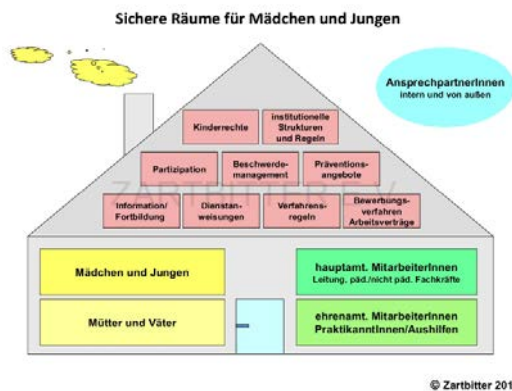 Sichere Räume für Mädchen und Jungen
AnsprechpartnerInnen
intern und von außen
Kinderrechte
institutionelle
Strukturen
und Regeln
Partizipation
Beschwerde-
management
Präventions-
angebote
ZARTBITTER E.V.
Information/
Fortbildung
Dienstan-
weisungen
Verfahrens-
regeln
Bewerbungs-
verfahren
Arbeitsverträge
Mädchen und Jungen
hauptamt. MitarbeiterInnen
Leitung, päd./nicht päd. Fachkräfte
Mütter und Väter
ehrenamt. MitarbeiterInnen
PraktikantInnen/Aushilfen
© Zartbitter 201